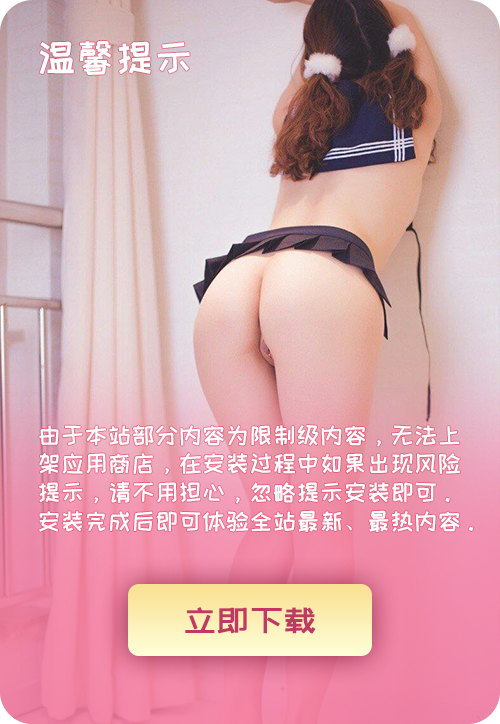 温馨提示
由于本站部分内容为限制级内容，无法上
架应用商店，在安装过程中如果出现风险
提示，请不用担心，忽略提示安装即可．
安装完成后即可体验全站最新、最热内容．
立即下载